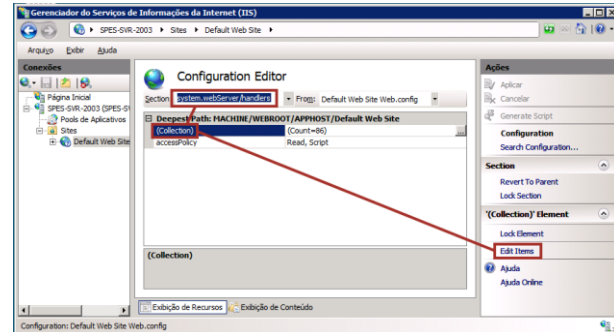 Gerenciador do Serviços de Informações da Internet (IIS)
SPES-SVR-2003 Sites Default Web Site
Arquivo Exibir Ajuda
Conexões
Página Inicial
SPES-SVR-2003 (SPES-S
Pools de Aplicativos
Sites
Default Web Site
Configuration Editor
Section: system.webServer/handlers From: Default Web Site Web.config
Deepest Path: MACHINE/WEBROOT/APPHOST/Default Web Site
(Collection) (Count=86)
accessPolicy Read, Script
(Collection)
Exibição de Recursos Exibição de Conteúdo
Ações
Aplicar
Cancelar
Generate Script
Configuration
Search Configuration...
Section
Revert To Parent
Lock Section
'(Collection)' Element
Lock Element
Edit Items
Ajuda
Ajuda Online
Configuration: Default Web Site Web.config